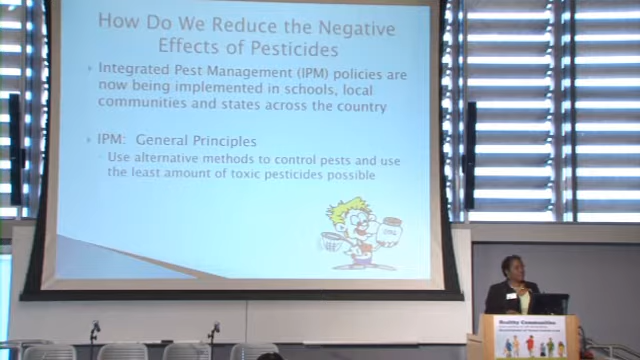 How Do We Reduce the Negative
Effects of Pesticides
Integrated Pest Management (IPM) policies are
now being implemented in schools, local
communities and states across the country
IPM: General Principles
Use alternative methods to control pests and use
the least amount of toxic pesticides possible
Healthy Communities